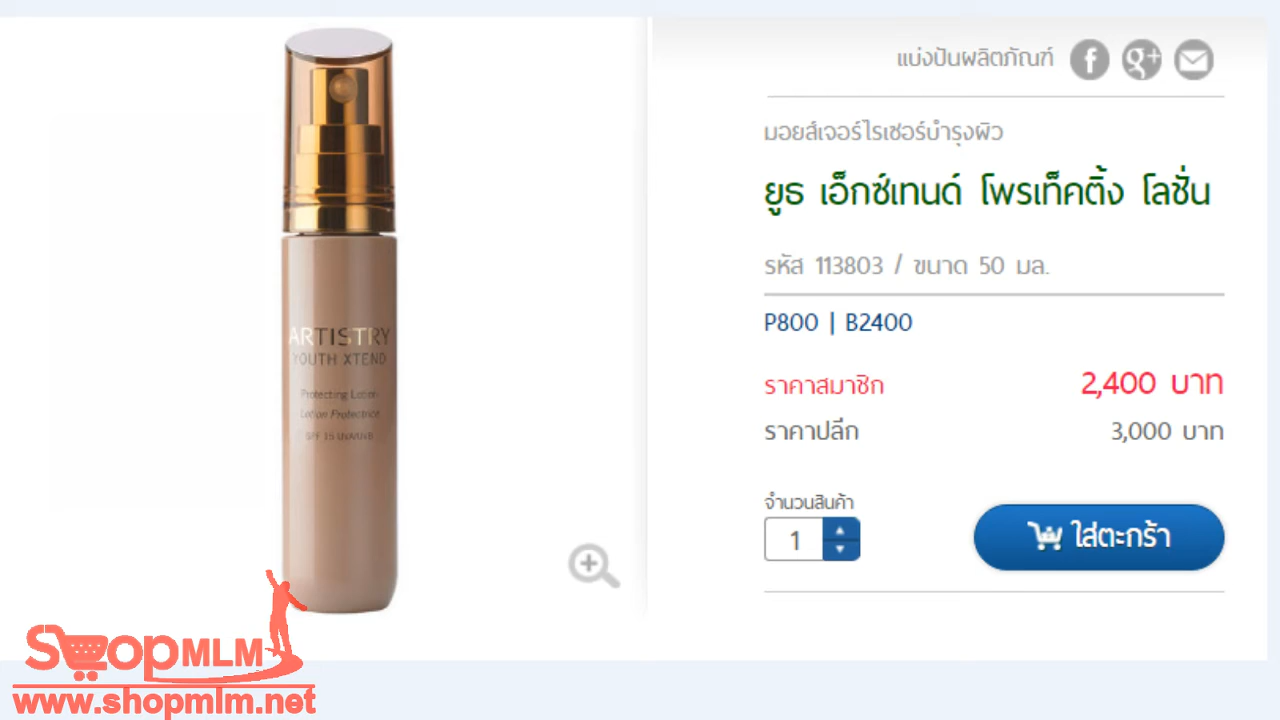 ARTISTRY
YOUTH XTEND
Protecting Lotion
Lotion Protectrice
SPF 15 UVA/UVB
แบ่งปันผลิตภัณฑ์
มอยส์เจอร์ไรเซอร์บำรุงผิว
ยูธ เอ็กซ์เทนด์ โพรเท็คติ้ง โลชั่น
รหัส 113803 / ขนาด 50 มล.
P800 | B2400
ราคาสมาชิก 2,400 บาท
ราคาปลีก 3,000 บาท
จำนวนสินค้า
1
ใส่ตะกร้า
ShopMLM
www.shopmlm.net